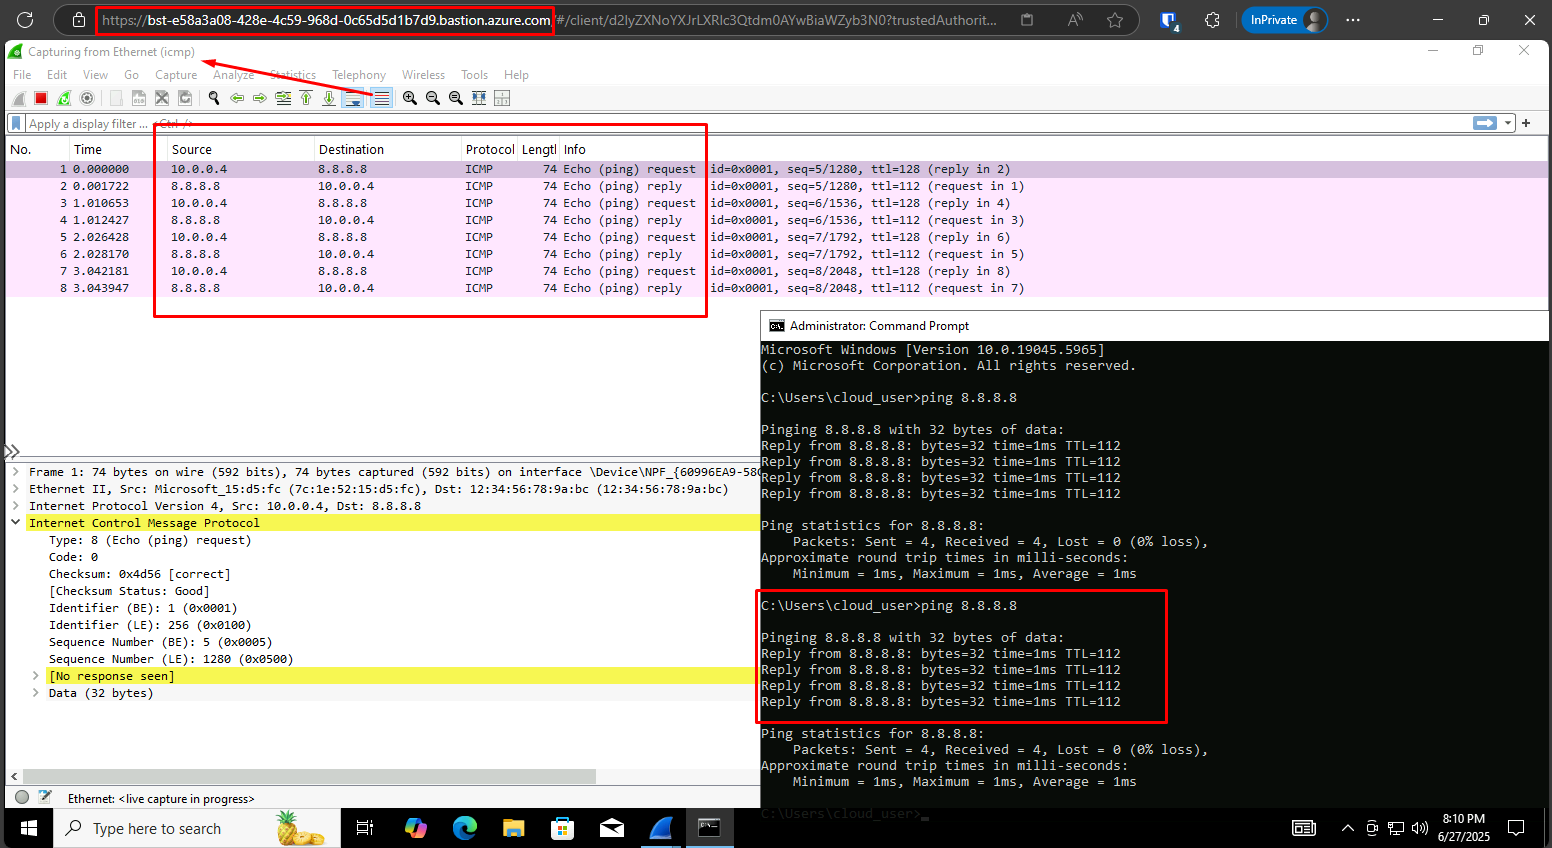 https://bst-e58a3a08-428e-4c59-968d-0c65d5d1b7d9.bastion.azure.com/#/client/d2lyZXNoYXJrLXRlc3Qtdm0AYwBiaWZyb3N0?trustedAuthorit...
4
InPrivate
Capturing from Ethernet (icmp)
File Edit View Go Capture Analyze Statistics Telephony Wireless Tools Help
Apply a display filter ... <Ctrl-/>
No. Time Source Destination Protocol Length Info
1 0.000000 10.0.0.4 8.8.8.8 ICMP 74 Echo (ping) request id=0x0001, seq=5/1280, ttl=128 (reply in 2)
2 0.001722 8.8.8.8 10.0.0.4 ICMP 74 Echo (ping) reply id=0x0001, seq=5/1280, ttl=112 (request in 1)
3 1.010653 10.0.0.4 8.8.8.8 ICMP 74 Echo (ping) request id=0x0001, seq=6/1536, ttl=128 (reply in 4)
4 1.012427 8.8.8.8 10.0.0.4 ICMP 74 Echo (ping) reply id=0x0001, seq=6/1536, ttl=112 (request in 3)
5 2.026428 10.0.0.4 8.8.8.8 ICMP 74 Echo (ping) request id=0x0001, seq=7/1792, ttl=128 (reply in 6)
6 2.028170 8.8.8.8 10.0.0.4 ICMP 74 Echo (ping) reply id=0x0001, seq=7/1792, ttl=112 (request in 5)
7 3.042181 10.0.0.4 8.8.8.8 ICMP 74 Echo (ping) request id=0x0001, seq=8/2048, ttl=128 (reply in 8)
8 3.043947 8.8.8.8 10.0.0.4 ICMP 74 Echo (ping) reply id=0x0001, seq=8/2048, ttl=112 (request in 7)
Frame 1: 74 bytes on wire (592 bits), 74 bytes captured (592 bits) on interface \Device\NPF_{60996EA9-58
Ethernet II, Src: Microsoft_15:d5:fc (7c:1e:52:15:d5:fc), Dst: 12:34:56:78:9a:bc (12:34:56:78:9a:bc)
Internet Protocol Version 4, Src: 10.0.0.4, Dst: 8.8.8.8
Internet Control Message Protocol
Type: 8 (Echo (ping) request)
Code: 0
Checksum: 0x4d56 [correct]
[Checksum Status: Good]
Identifier (BE): 1 (0x0001)
Identifier (LE): 256 (0x0100)
Sequence Number (BE): 5 (0x0005)
Sequence Number (LE): 1280 (0x0500)
[No response seen]
Data (32 bytes)
Ethernet: <live capture in progress>
Administrator: Command Prompt
Microsoft Windows [Version 10.0.19045.5965]
(c) Microsoft Corporation. All rights reserved.
C:\Users\cloud_user>ping 8.8.8.8
Pinging 8.8.8.8 with 32 bytes of data:
Reply from 8.8.8.8: bytes=32 time=1ms TTL=112
Reply from 8.8.8.8: bytes=32 time=1ms TTL=112
Reply from 8.8.8.8: bytes=32 time=1ms TTL=112
Reply from 8.8.8.8: bytes=32 time=1ms TTL=112
Ping statistics for 8.8.8.8:
Packets: Sent = 4, Received = 4, Lost = 0 (0% loss),
Approximate round trip times in milli-seconds:
Minimum = 1ms, Maximum = 1ms, Average = 1ms
C:\Users\cloud_user>ping 8.8.8.8
Pinging 8.8.8.8 with 32 bytes of data:
Reply from 8.8.8.8: bytes=32 time=1ms TTL=112
Reply from 8.8.8.8: bytes=32 time=1ms TTL=112
Reply from 8.8.8.8: bytes=32 time=1ms TTL=112
Reply from 8.8.8.8: bytes=32 time=1ms TTL=112
Ping statistics for 8.8.8.8:
Packets: Sent = 4, Received = 4, Lost = 0 (0% loss),
Approximate round trip times in milli-seconds:
Minimum = 1ms, Maximum = 1ms, Average = 1ms
C:\Users\cloud_user>_
Type here to search
8:10 PM
6/27/2025